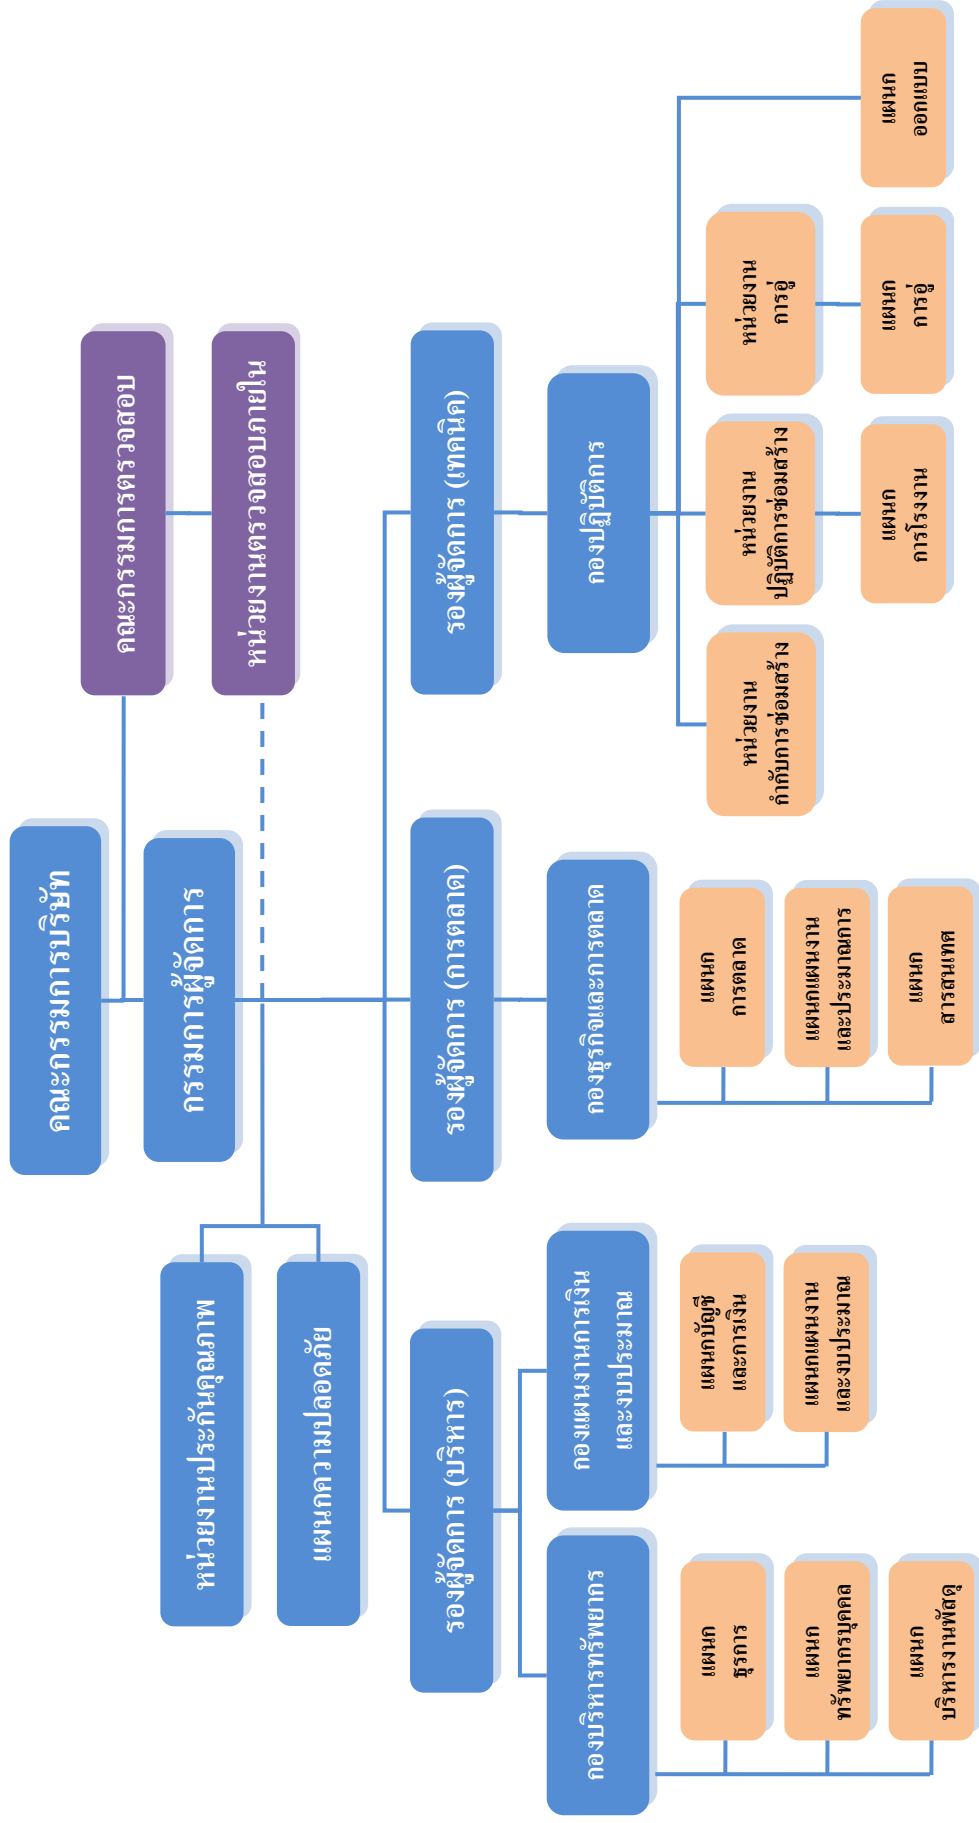 คณะกรรมการบริษัท
คณะกรรมการตรวจสอบ
กรรมการผู้จัดการ
หน่วยงานตรวจสอบภายใน
หน่วยงานประกันคุณภาพ
แผนกความปลอดภัย
รองผู้จัดการ (บริหาร)
รองผู้จัดการ (การตลาด)
รองผู้จัดการ (เทคนิค)
กองบริหารทรัพยากร
กองแผนงานการเงิน
และงบประมาณ
กองธุรกิจและการตลาด
กองปฏิบัติการ
แผนก
ธุรการ
แผนก
ทรัพยากรบุคคล
แผนก
บริหารงานพัสดุ
แผนกบัญชี
และการเงิน
แผนกแผนงาน
และงบประมาณ
แผนก
การตลาด
แผนกแผนงาน
และประมาณการ
แผนก
สารสนเทศ
หน่วยงาน
กำกับการซ่อมสร้าง
หน่วยงาน
ปฏิบัติการซ่อมสร้าง
หน่วยงาน
การอู่
แผนก
การโรงงาน
แผนก
การอู่
แผนก
ออกแบบ